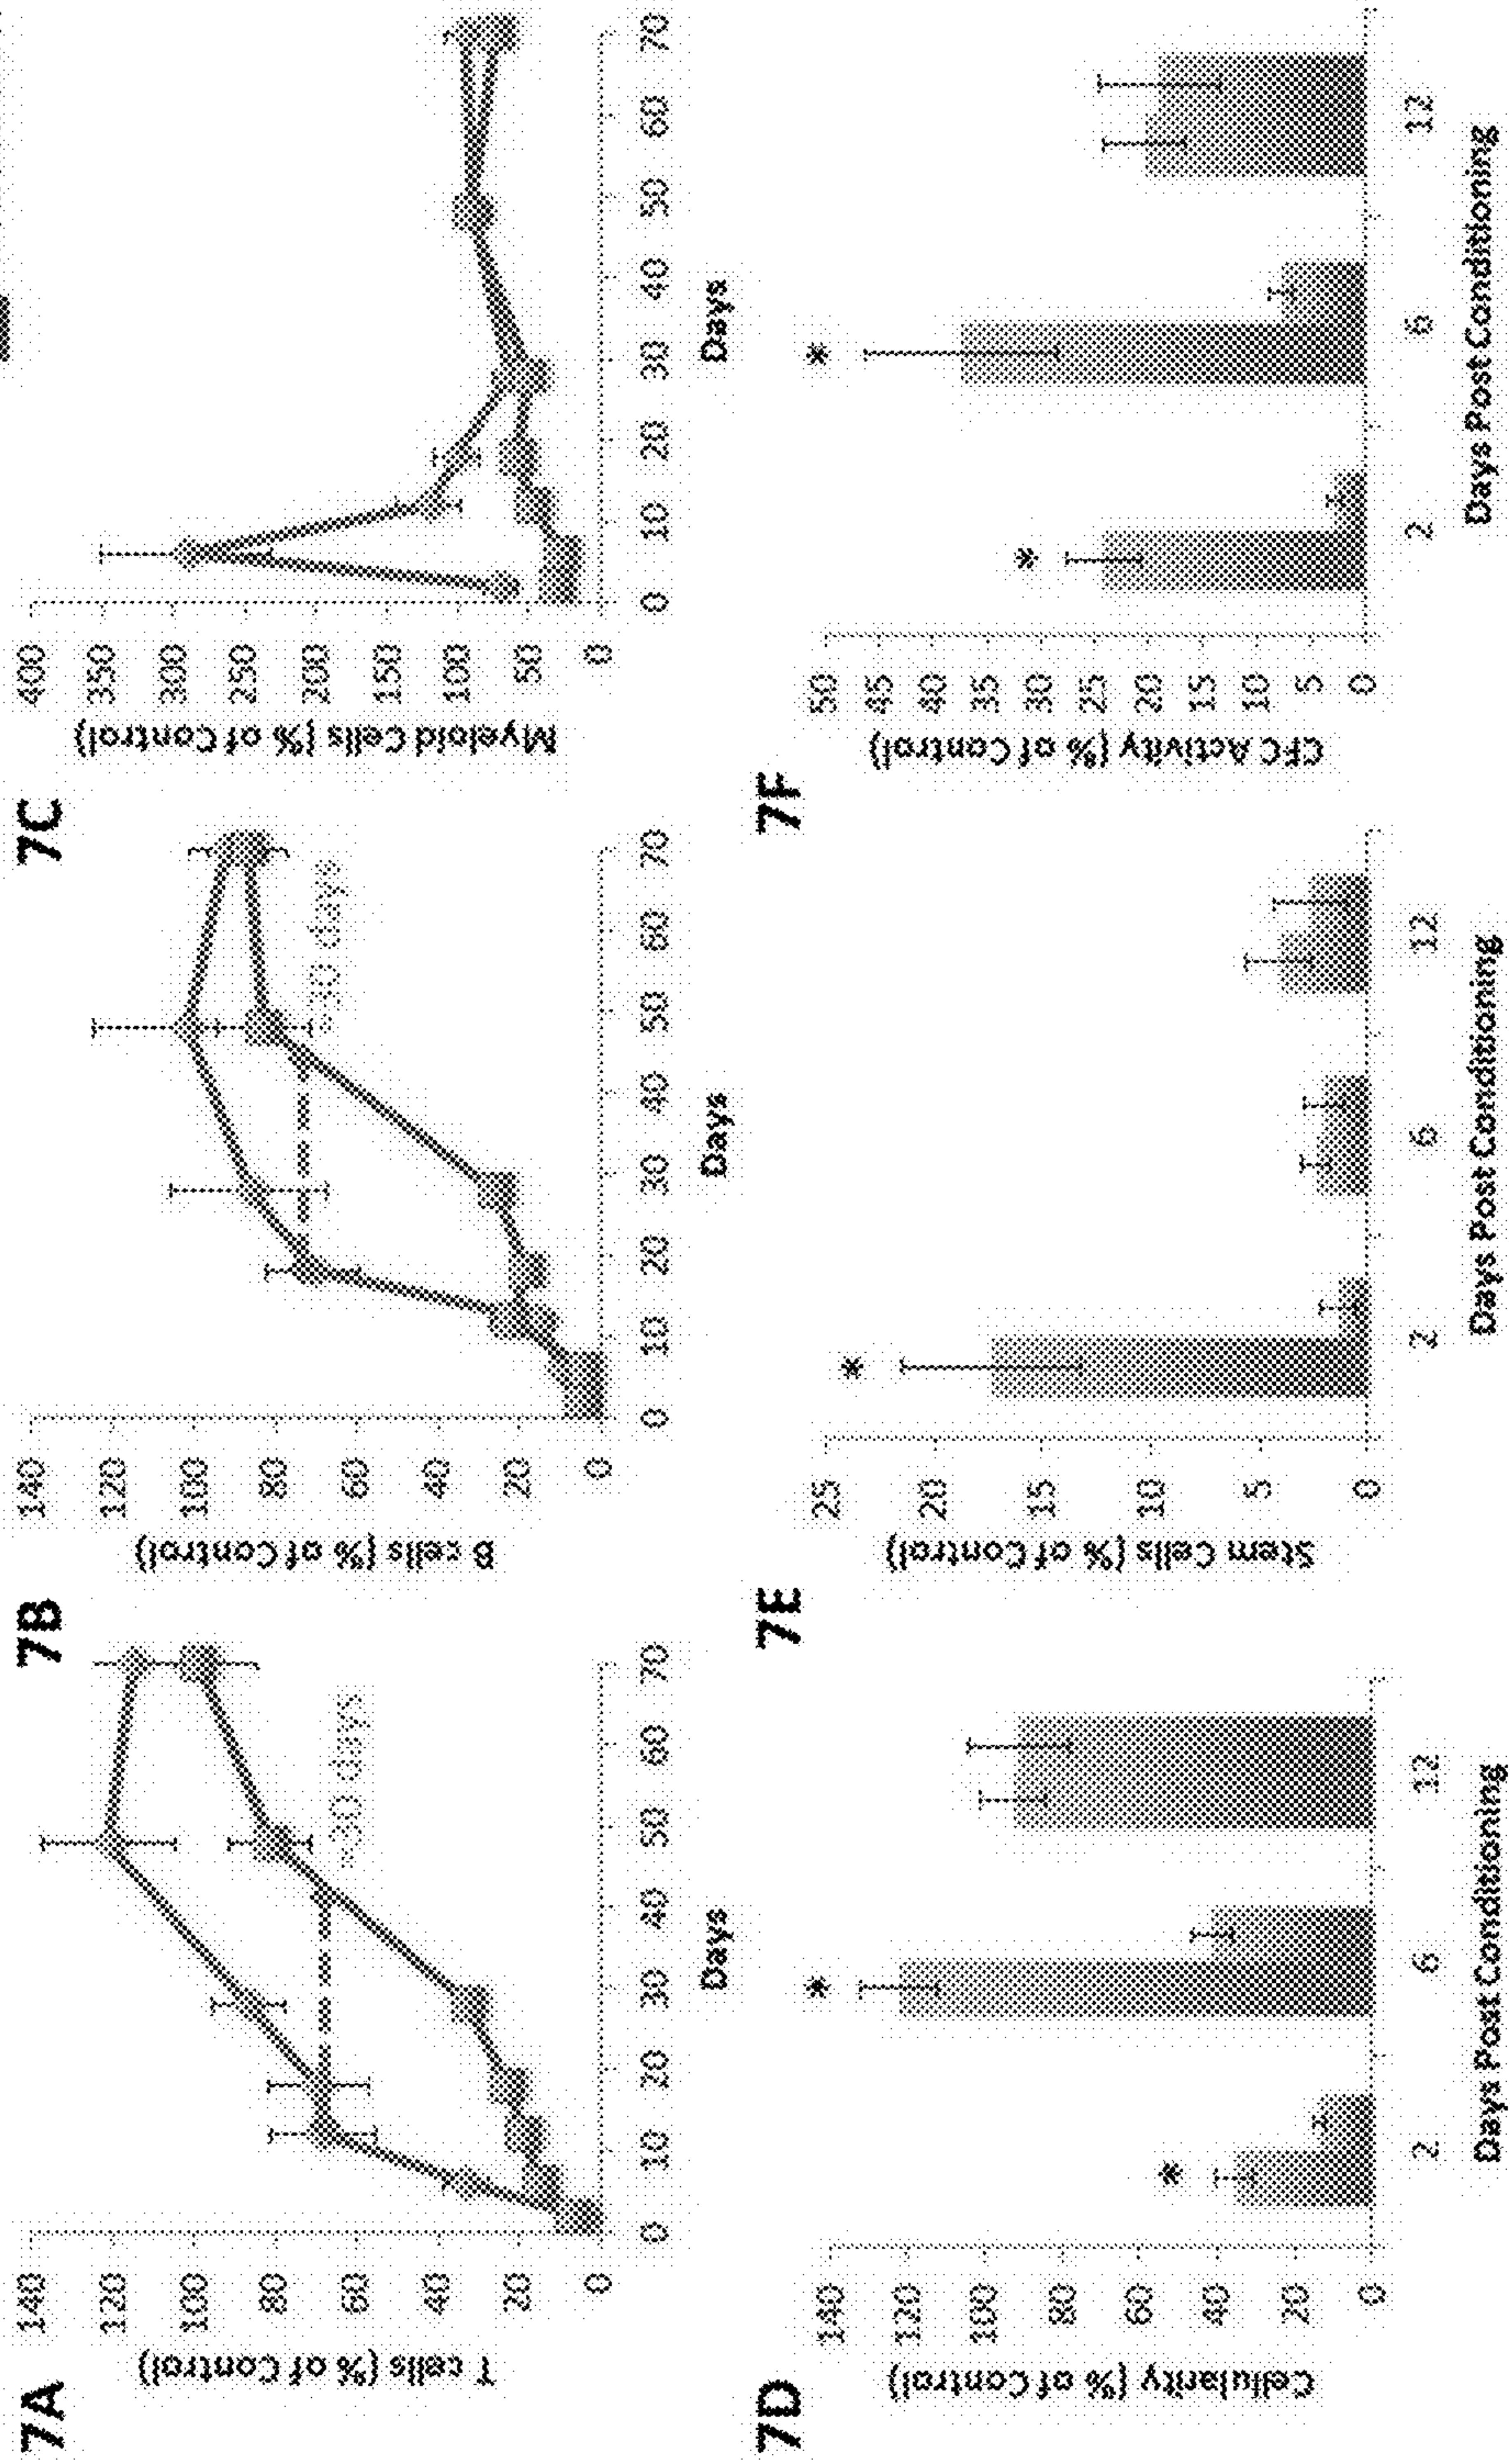 7A
T cells (% of Control)
140
120
100
80
60
40
20
0
≈30 days
0 10 20 30 40 50 60 70
Days
7B
B cells (% of Control)
140
120
100
80
60
40
20
0
≈30 days
0 10 20 30 40 50 60 70
Days
7C
Myeloid Cells (% of Control)
400
350
300
250
200
150
100
50
0
0 10 20 30 40 50 60 70
Days
7D
Cellularity (% of Control)
140
120
100
80
60
40
20
0
* *
2 6 12
Days Post Conditioning
7E
Stem Cells (% of Control)
25
20
15
10
5
0
*
2 6 12
Days Post Conditioning
7F
CFC Activity (% of Control)
50
45
40
35
30
25
20
15
10
5
0
* *
2 6 12
Days Post Conditioning